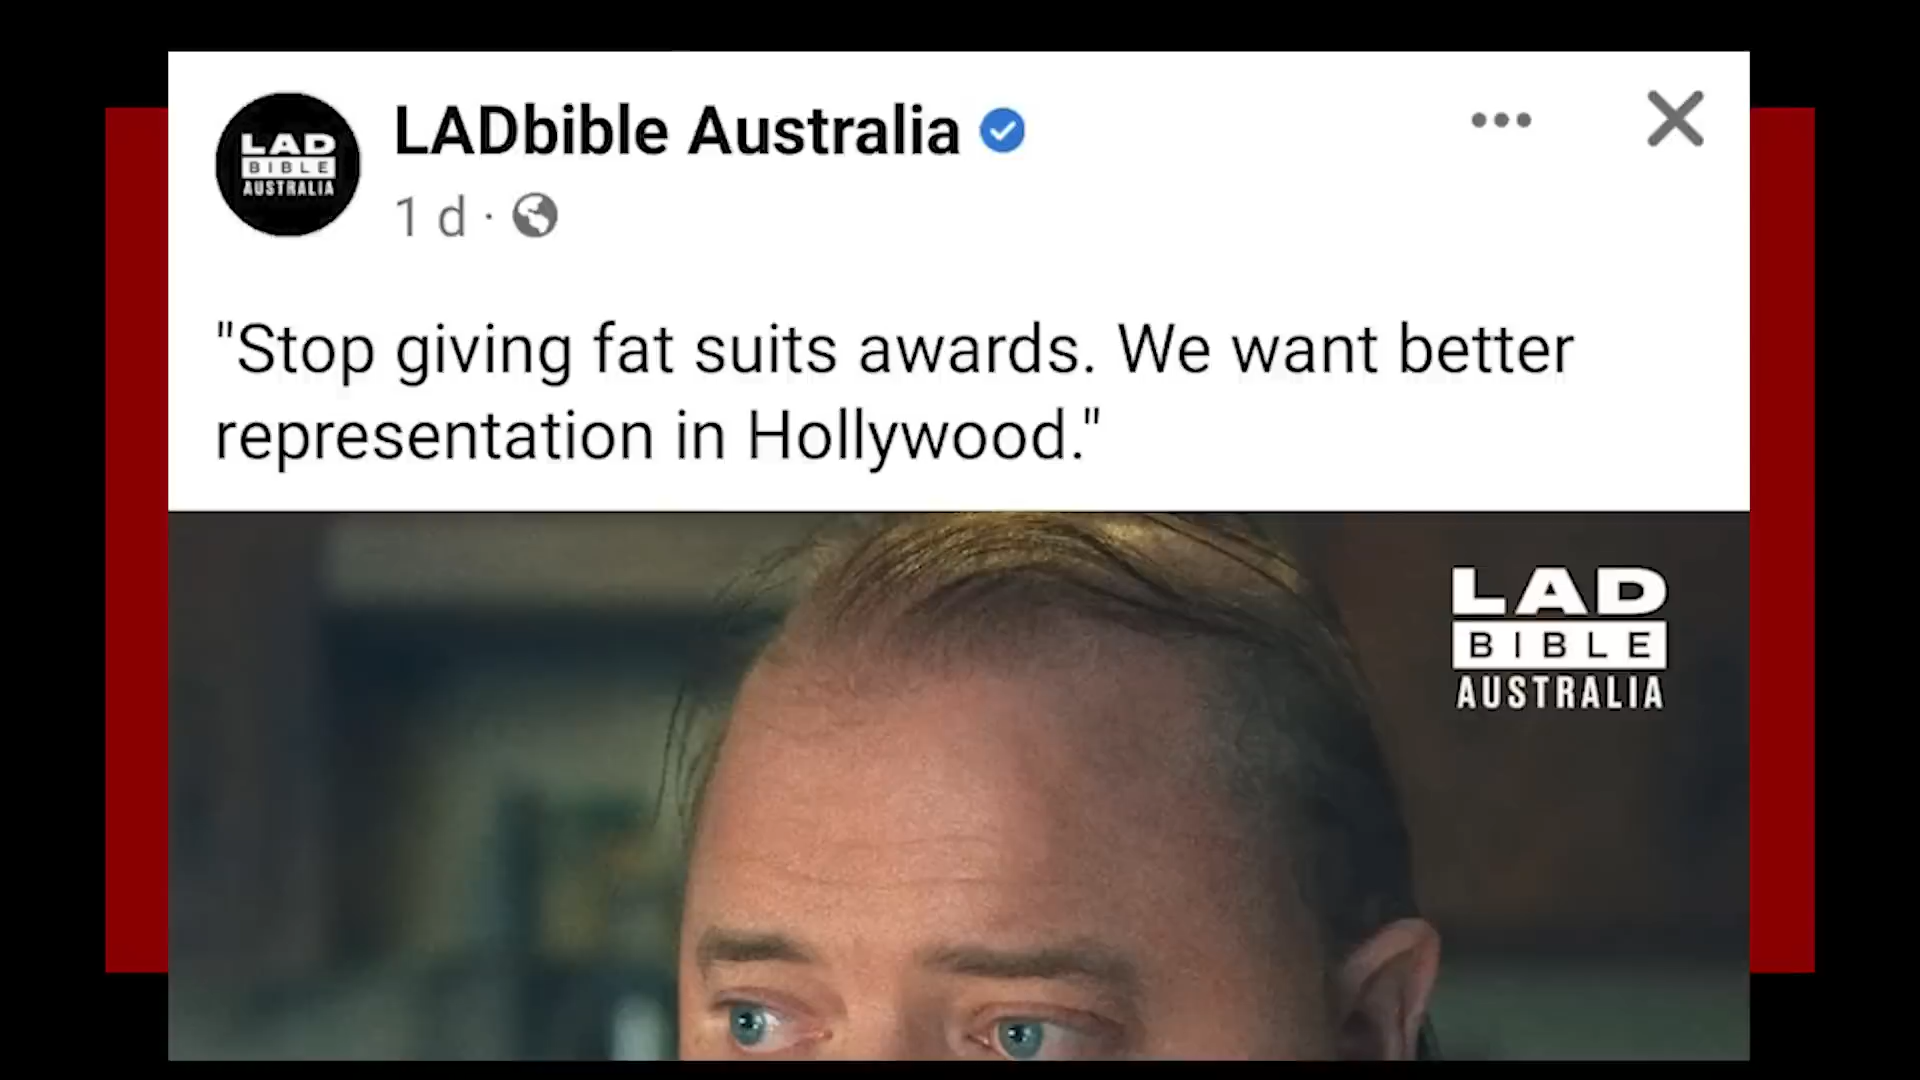 LAD
BIBLE
AUSTRALIA
LADbible Australia
1 d ·
"Stop giving fat suits awards. We want better
representation in Hollywood."
LAD
BIBLE
AUSTRALIA